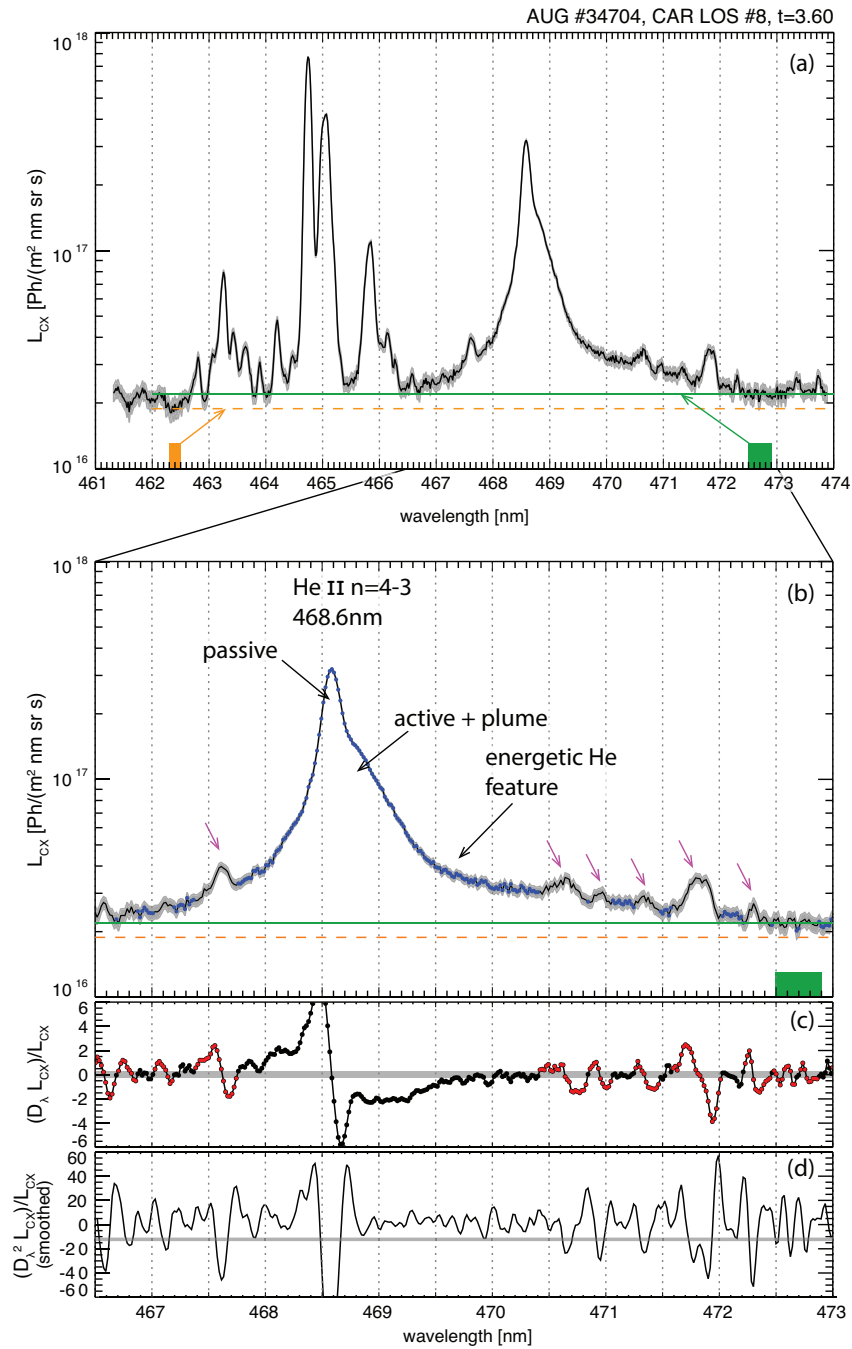 AUG #34704, CAR LOS #8, t=3.60
(a)
10^18
10^17
10^16
L_CX [Ph/(m² nm sr s)
461 462 463 464 465 466 467 468 469 470 471 472 473 474
wavelength [nm]
(b)
He II n=4-3
468.6nm
passive
active + plume
energetic He
feature
10^18
10^17
10^16
L_CX [Ph/(m² nm sr s)
(c)
6
4
2
0
-2
-4
-6
(D_λ L_CX)/L_CX
(d)
60
40
20
0
-20
-40
-60
(D_λ² L_CX)/L_CX
(smoothed)
467 468 469 470 471 472 473
wavelength [nm]